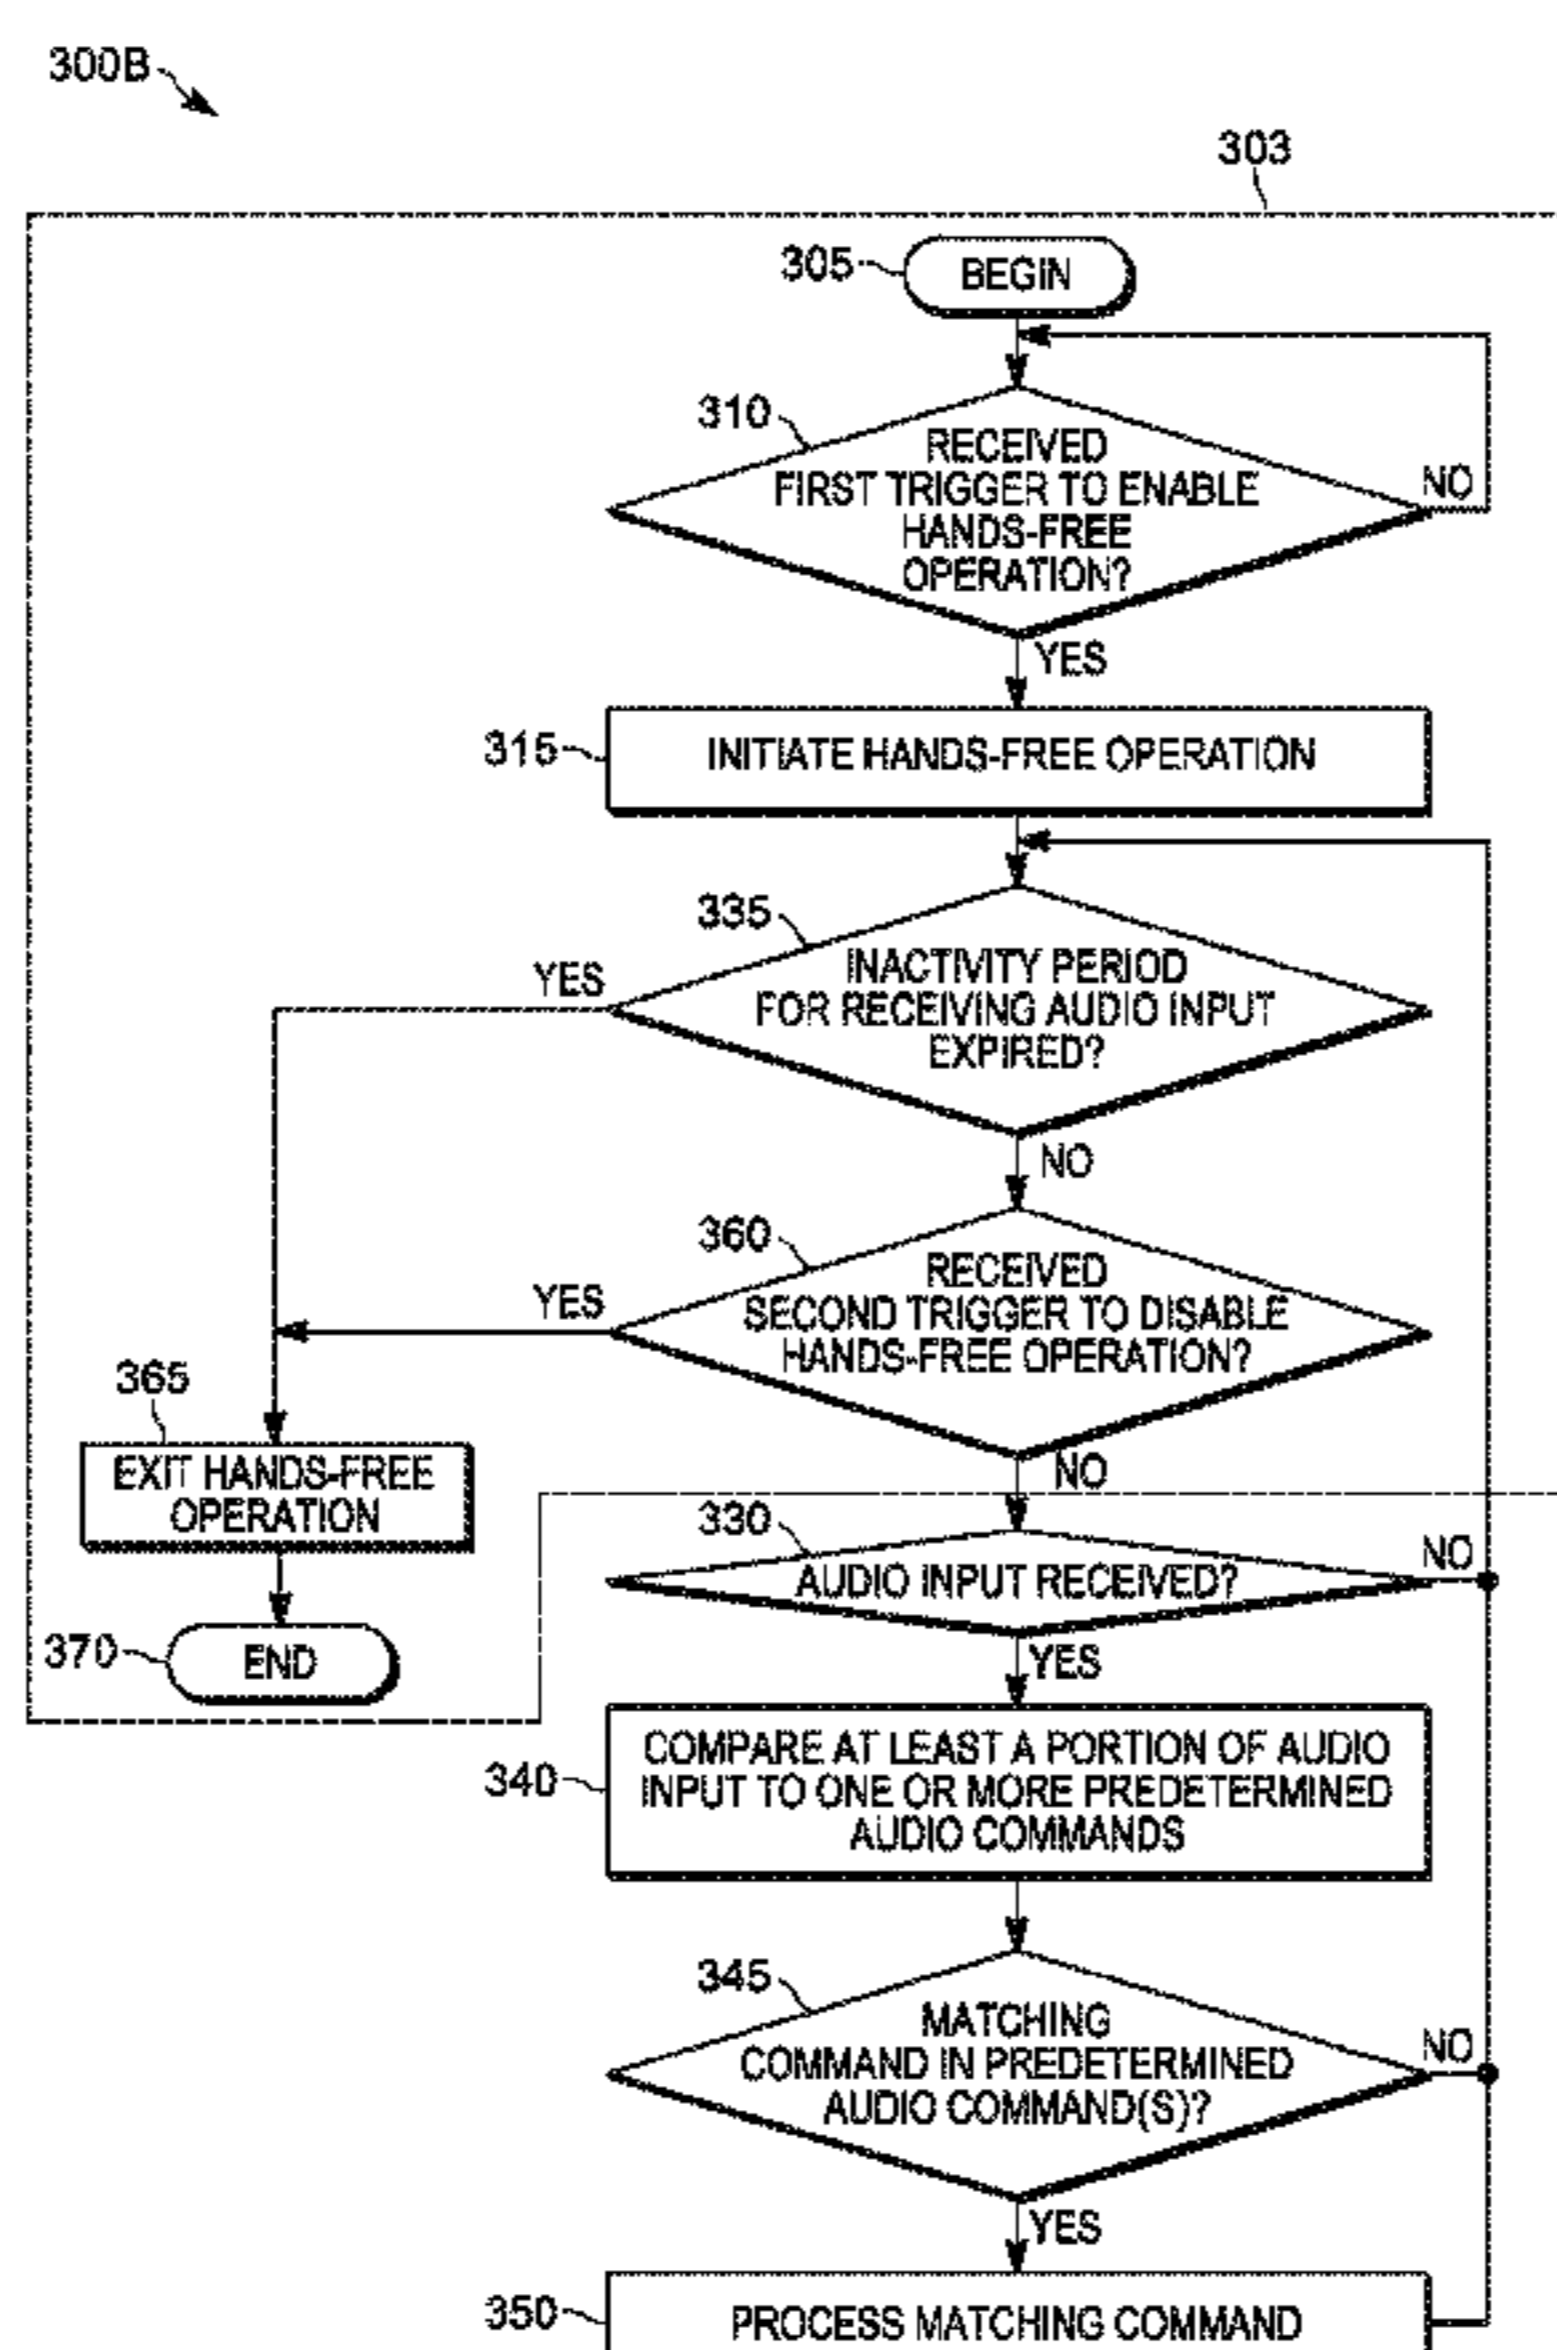 300B
303
305
BEGIN
310
RECEIVED
FIRST TRIGGER TO ENABLE
HANDS-FREE
OPERATION?
NO
YES
315
INITIATE HANDS-FREE OPERATION
335
INACTIVITY PERIOD
FOR RECEIVING AUDIO INPUT
EXPIRED?
YES
NO
360
RECEIVED
SECOND TRIGGER TO DISABLE
HANDS-FREE OPERATION?
YES
NO
365
EXIT HANDS-FREE
OPERATION
370
END
330
AUDIO INPUT RECEIVED?
NO
YES
340
COMPARE AT LEAST A PORTION OF AUDIO
INPUT TO ONE OR MORE PREDETERMINED
AUDIO COMMANDS
345
MATCHING
COMMAND IN PREDETERMINED
AUDIO COMMAND(S)?
NO
YES
350
PROCESS MATCHING COMMAND